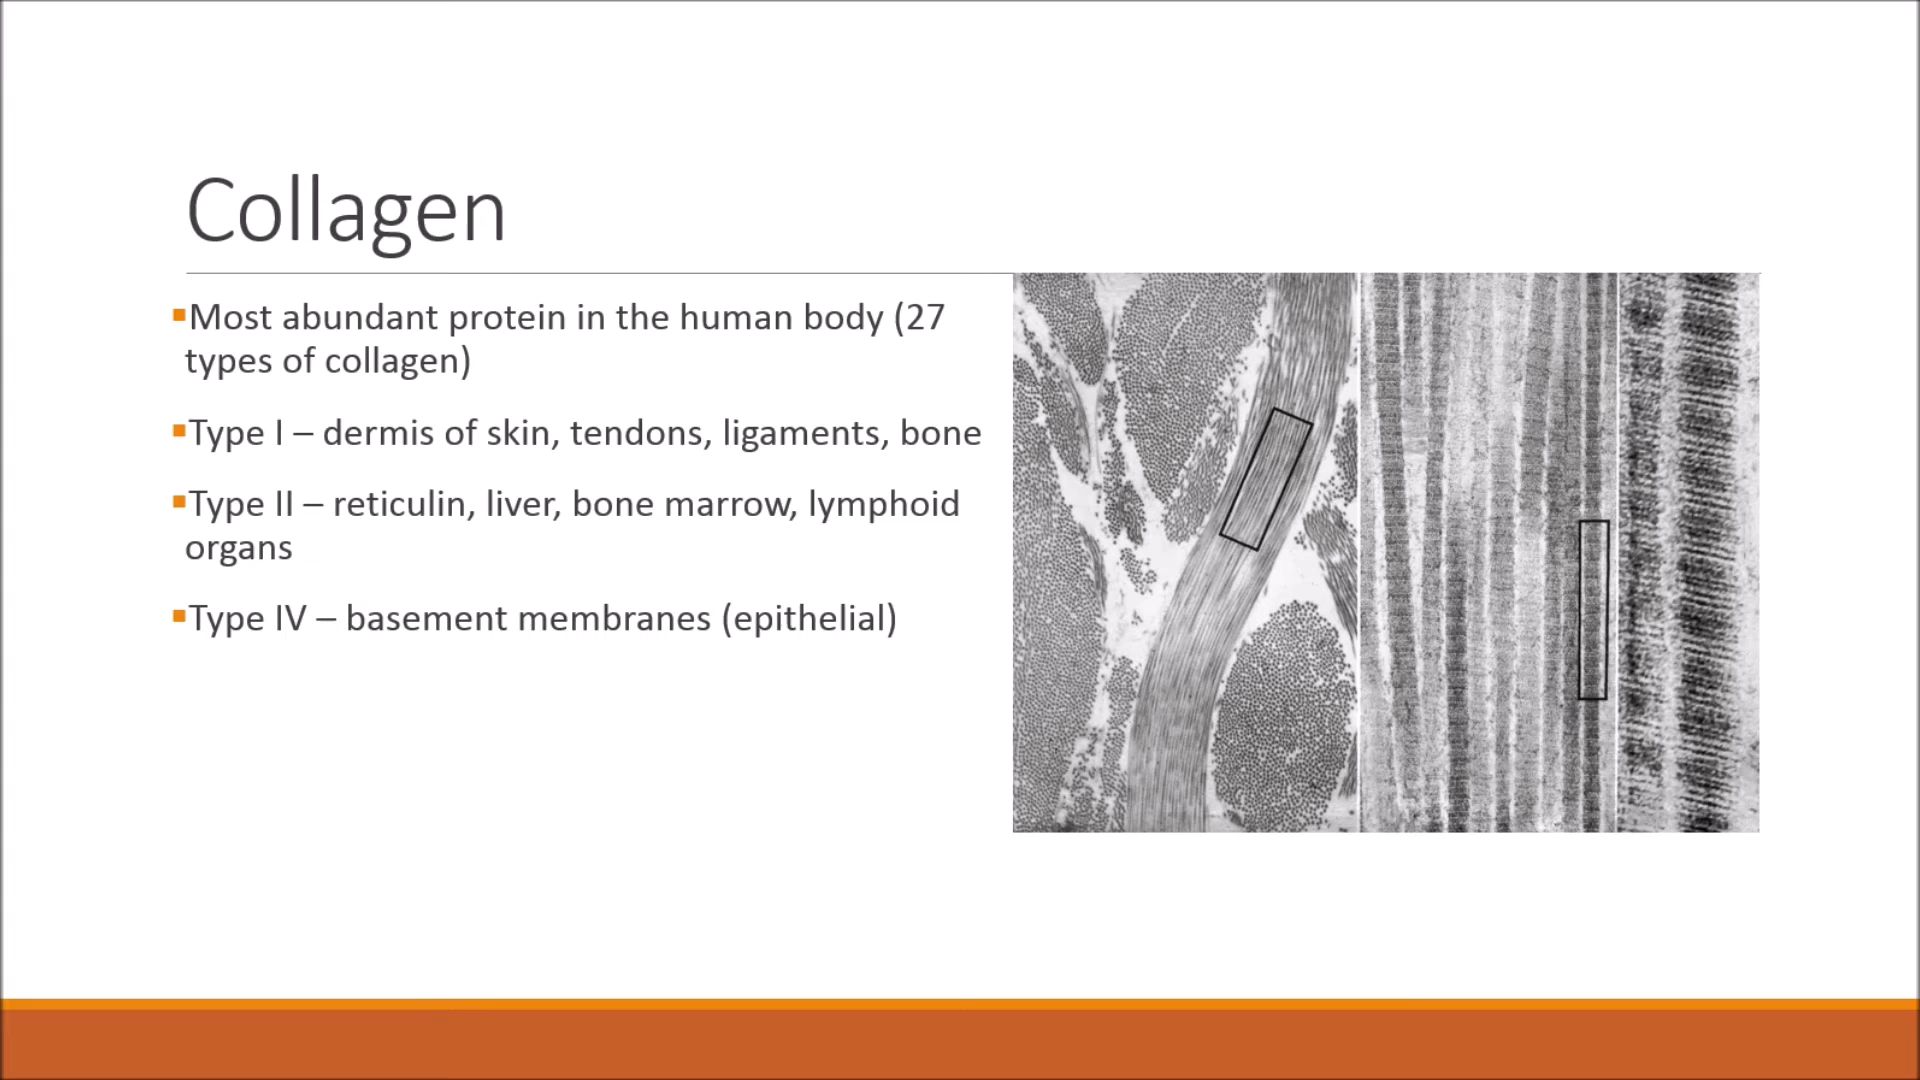 Collagen
▪Most abundant protein in the human body (27
types of collagen)
▪Type I – dermis of skin, tendons, ligaments, bone
▪Type II – reticulin, liver, bone marrow, lymphoid
organs
▪Type IV – basement membranes (epithelial)